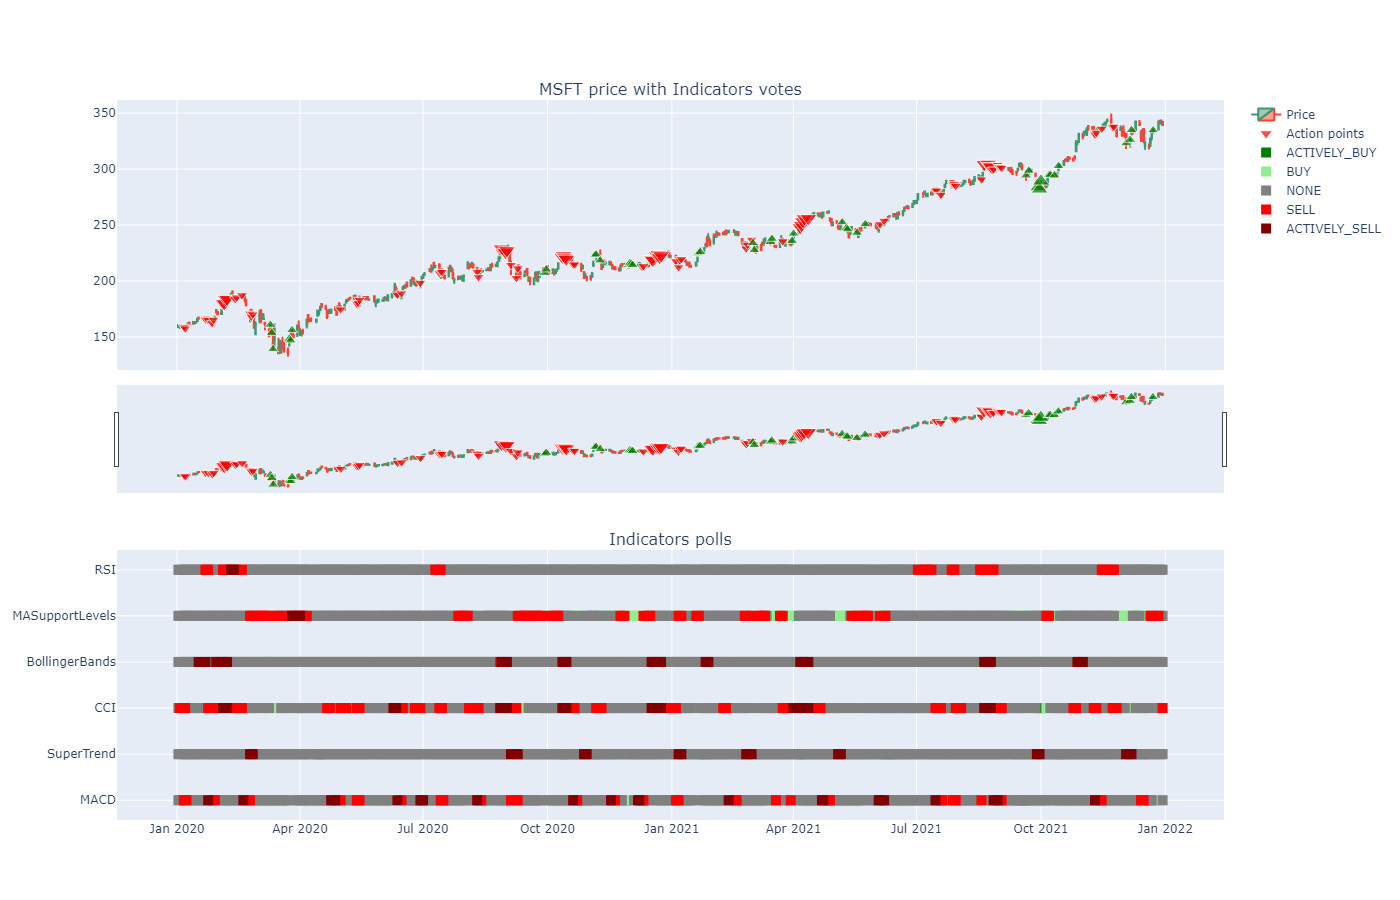 MSFT price with Indicators votes
350
300
250
200
150
Price
Action points
ACTIVELY_BUY
BUY
NONE
SELL
ACTIVELY_SELL
Indicators polls
RSI
MASupportLevels
BollingerBands
CCI
SuperTrend
MACD
Jan 2020
Apr 2020
Jul 2020
Oct 2020
Jan 2021
Apr 2021
Jul 2021
Oct 2021
Jan 2022